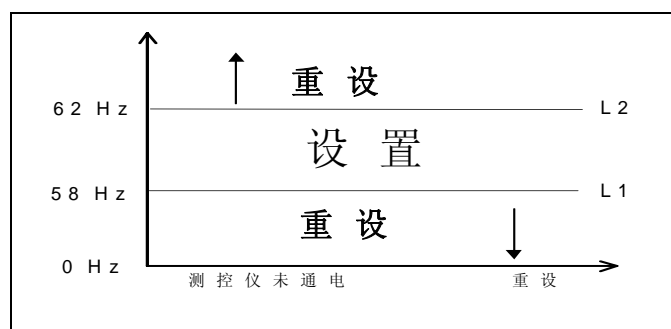 重 设
62 Hz L2
设 置
58 Hz L1
重 设
0 Hz
测控仪未通电 重设